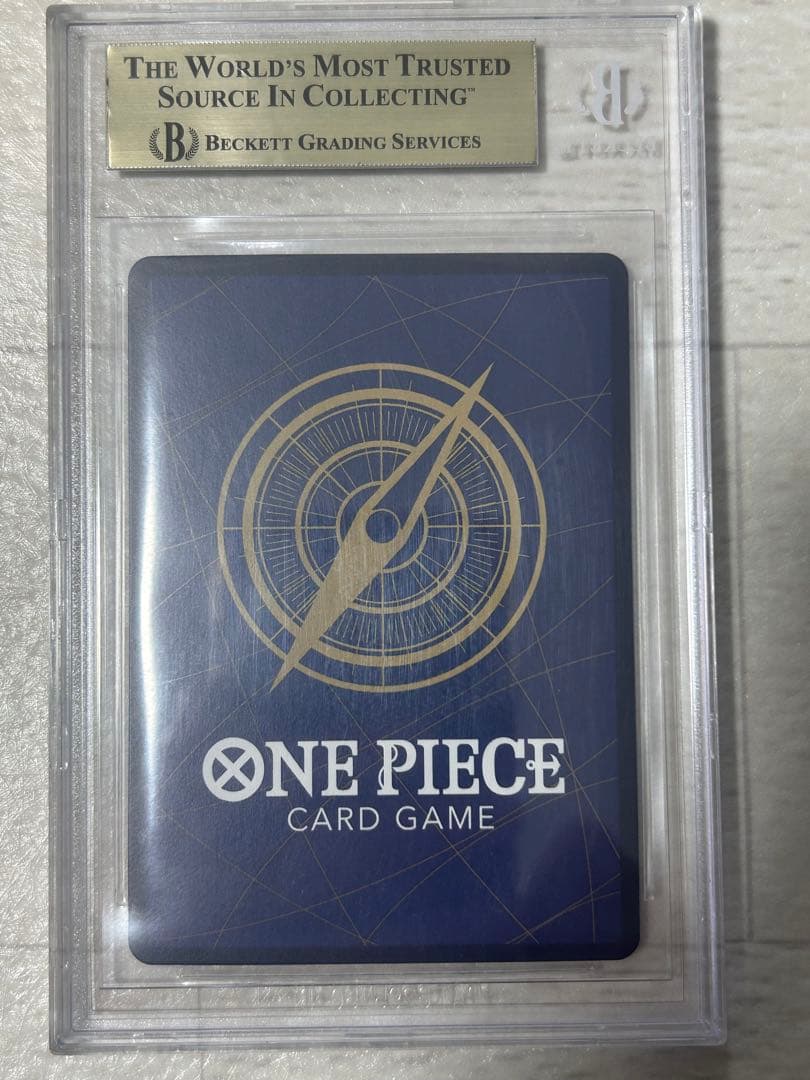 THE WORLD'S MOST TRUSTED
SOURCE IN COLLECTING™
B BECKETT GRADING SERVICES
B
ONE PIECE
CARD GAME